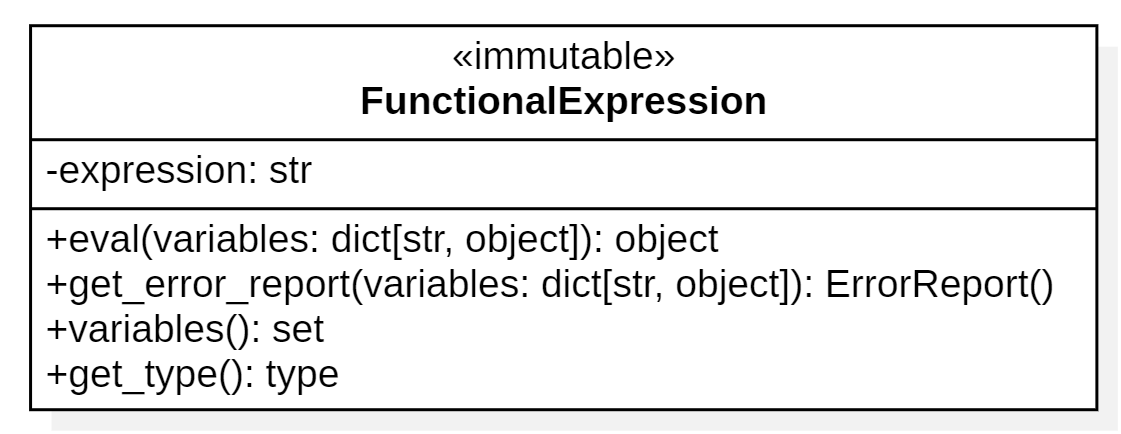 «immutable»
FunctionalExpression
-expression: str
+eval(variables: dict[str, object]): object
+get_error_report(variables: dict[str, object]): ErrorReport()
+variables(): set
+get_type(): type